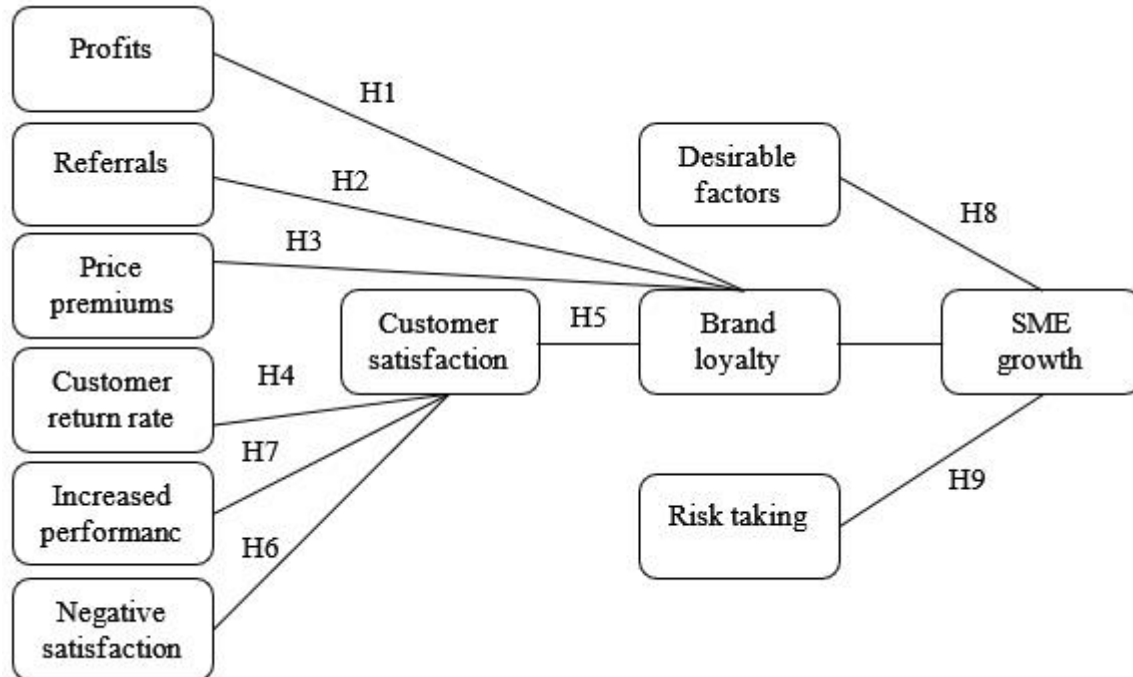 Profits
H1
Referrals
H2
Desirable
factors
H8
H3
Price
premiums
Customer
satisfaction
H5
Brand
loyalty
SME
growth
Customer
return rate
H4
H7
Increased
performanc
H9
Risk taking
H6
Negative
satisfaction